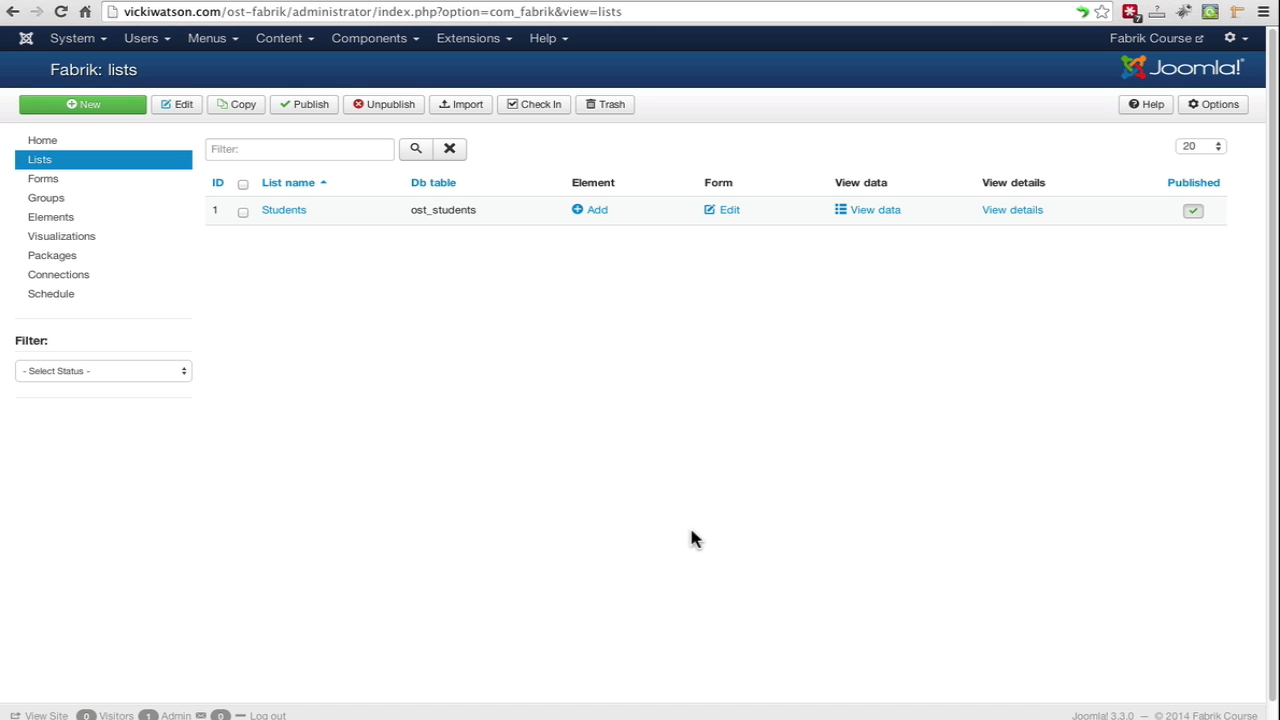 vickiwatson.com/ost-fabrik/administrator/index.php?option=com_fabrik&view=lists
7
System Users Menus Content Components Extensions Help Fabrik Course
Fabrik: lists Joomla!®
New Edit Copy Publish Unpublish Import Check In Trash Help Options
Home
Lists
Forms
Groups
Elements
Visualizations
Packages
Connections
Schedule
Filter:
- Select Status -
Filter: 20
ID List name Db table Element Form View data View details Published
1 Students ost_students Add Edit View data View details
View Site 0 Visitors 1 Admin 0 Log out Joomla! 3.3.0 — © 2014 Fabrik Course